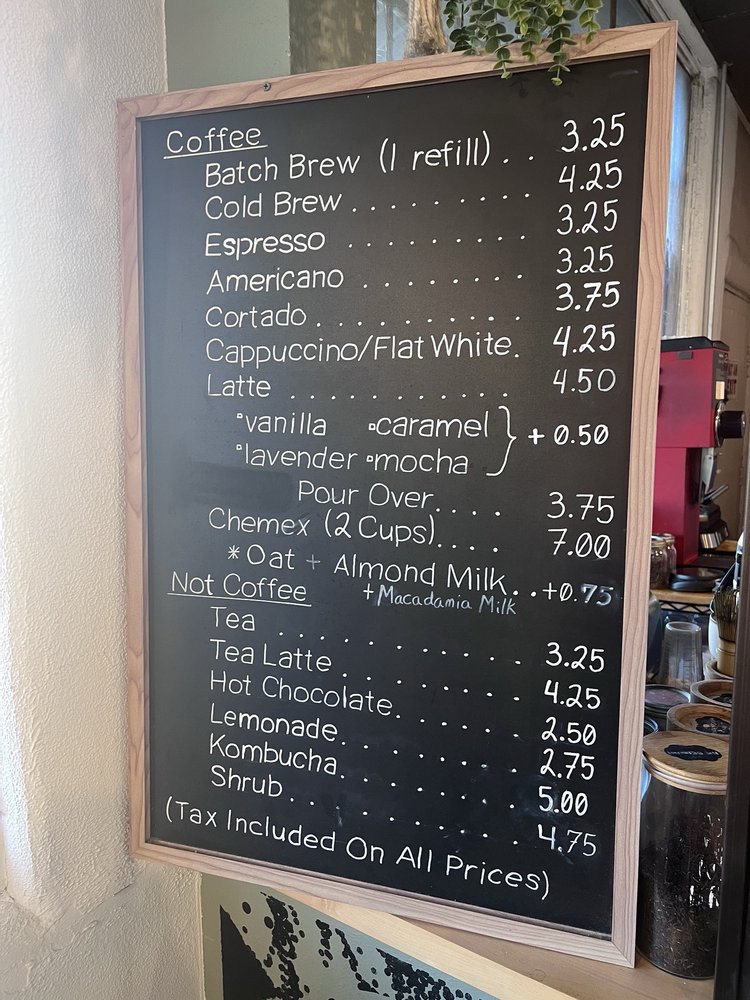 Coffee
Batch Brew (1 refill) . . 3.25
Cold Brew . . . . . . . . . 4.25
Espresso . . . . . . . . . 3.25
Americano . . . . . . . . 3.25
Cortado . . . . . . . . . . 3.75
Cappuccino/Flat White. 4.25
Latte . . . . . . . . . . . 4.50
▫vanilla ▫caramel } + 0.50
▫lavender ▫mocha
Pour Over. . . . . 3.75
Chemex (2 Cups). . . . 7.00
*Oat + Almond Milk. . +0.75
+ Macadamia Milk
Not Coffee
Tea . . . . . . . . . . . 3.25
Tea Latte . . . . . . . . 4.25
Hot Chocolate. . . . . . 2.50
Lemonade. . . . . . . . 2.75
Kombucha. . . . . . . . 5.00
Shrub . . . . . . . . . . 4.75
(Tax Included On All Prices)